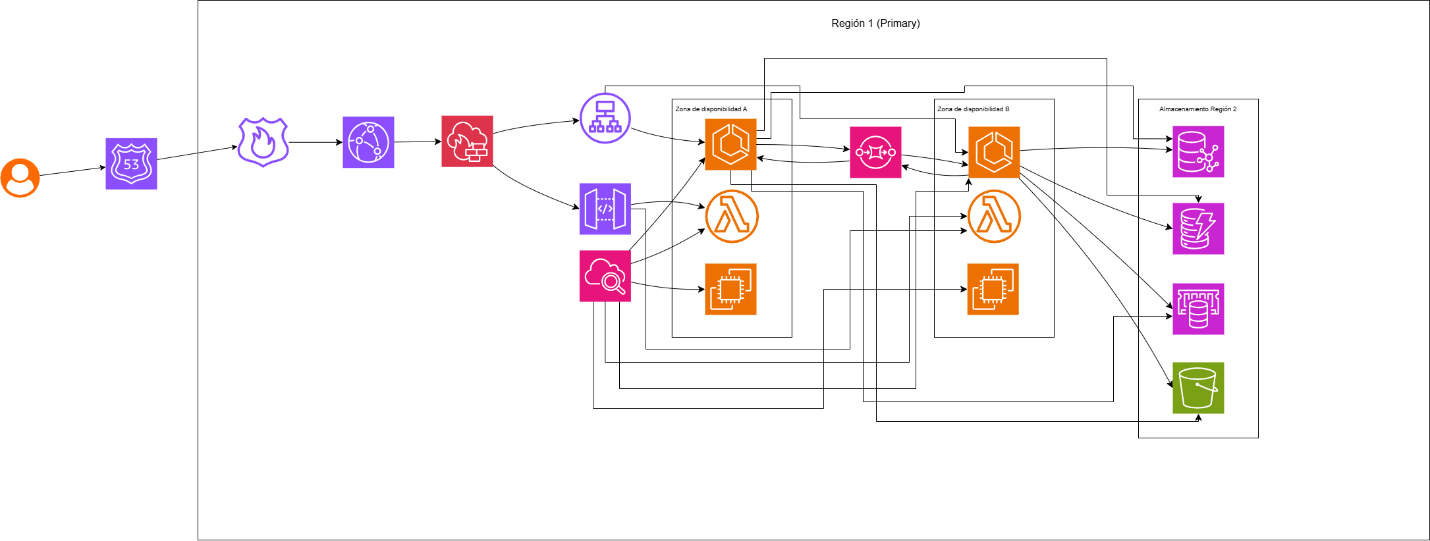 Región 1 (Primary)
Zona de disponibilidad A
Zona de disponibilidad B
Almacenamiento Región 2
53